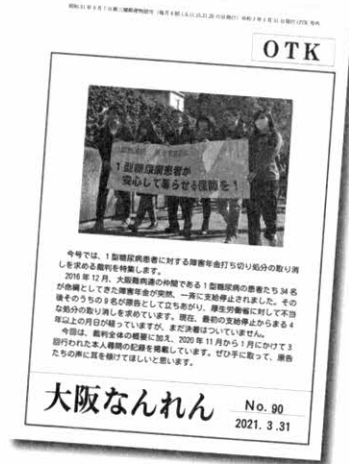 OTK
1型糖尿病患者が
安心して暮らせる保障を！
今号では、1型糖尿病患者に対する障害年金打ち切り処分の取り消
しを求める裁判を特集します。
2016年12月、大阪難病連の仲間である1型糖尿病の患者たち34名
が命綱としてきた障害年金が突然、一斉に支給停止されました。その
後そのうちの9名が原告として立ちあがり、厚生労働省に対して不当
な処分の取り消しを求めています。現在、最初の支給停止からまる4
年以上の月日が経っていますが、まだ決着はついていません。
今回は、裁判全体の概要に加え、2020年11月から1月にかけて3
回行われた本人尋問の記録を掲載しています。ぜひ手に取って、原告
たちの声に耳を傾けてほしいと思います。
大阪なんれん
No. 90
2021. 3 .31